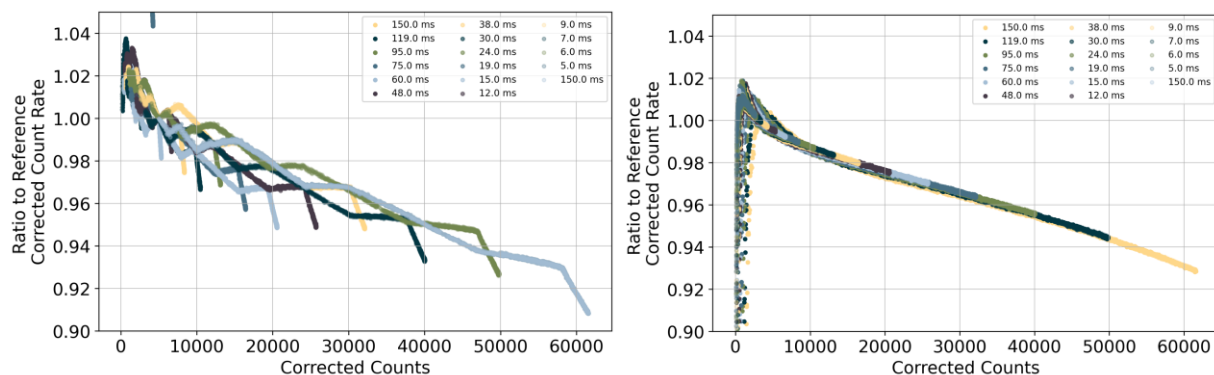 Ratio to Reference
Corrected Count Rate
1.04
1.02
1.00
0.98
0.96
0.94
0.92
0.90
150.0 ms
119.0 ms
95.0 ms
75.0 ms
60.0 ms
48.0 ms
38.0 ms
30.0 ms
24.0 ms
19.0 ms
15.0 ms
12.0 ms
9.0 ms
7.0 ms
6.0 ms
5.0 ms
150.0 ms
0 10000 20000 30000 40000 50000 60000
Corrected Counts
Ratio to Reference
Corrected Count Rate
1.04
1.02
1.00
0.98
0.96
0.94
0.92
0.90
150.0 ms
119.0 ms
95.0 ms
75.0 ms
60.0 ms
48.0 ms
38.0 ms
30.0 ms
24.0 ms
19.0 ms
15.0 ms
12.0 ms
9.0 ms
7.0 ms
6.0 ms
5.0 ms
150.0 ms
0 10000 20000 30000 40000 50000 60000
Corrected Counts